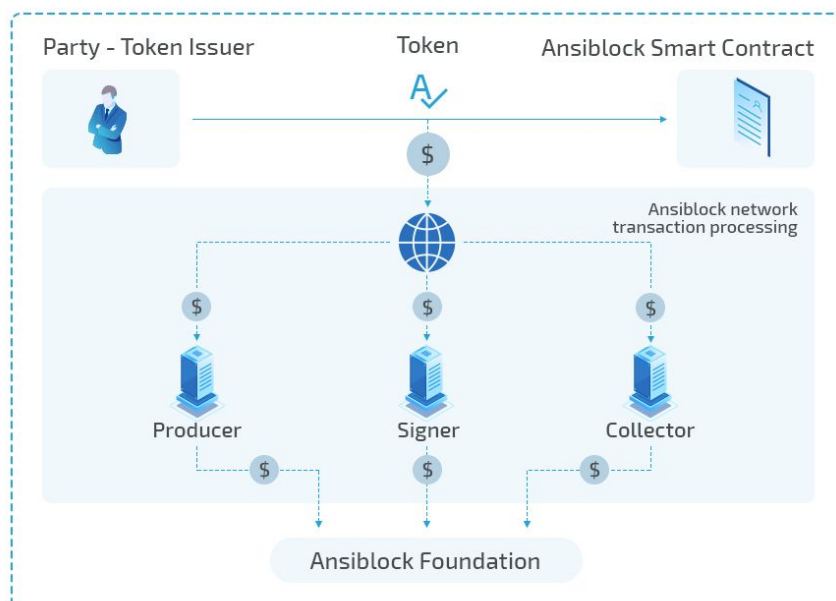 Party - Token Issuer
Token
Ansiblock Smart Contract
$
Ansiblock network
transaction processing
$
$
$
Producer
Signer
Collector
$
$
$
Ansiblock Foundation